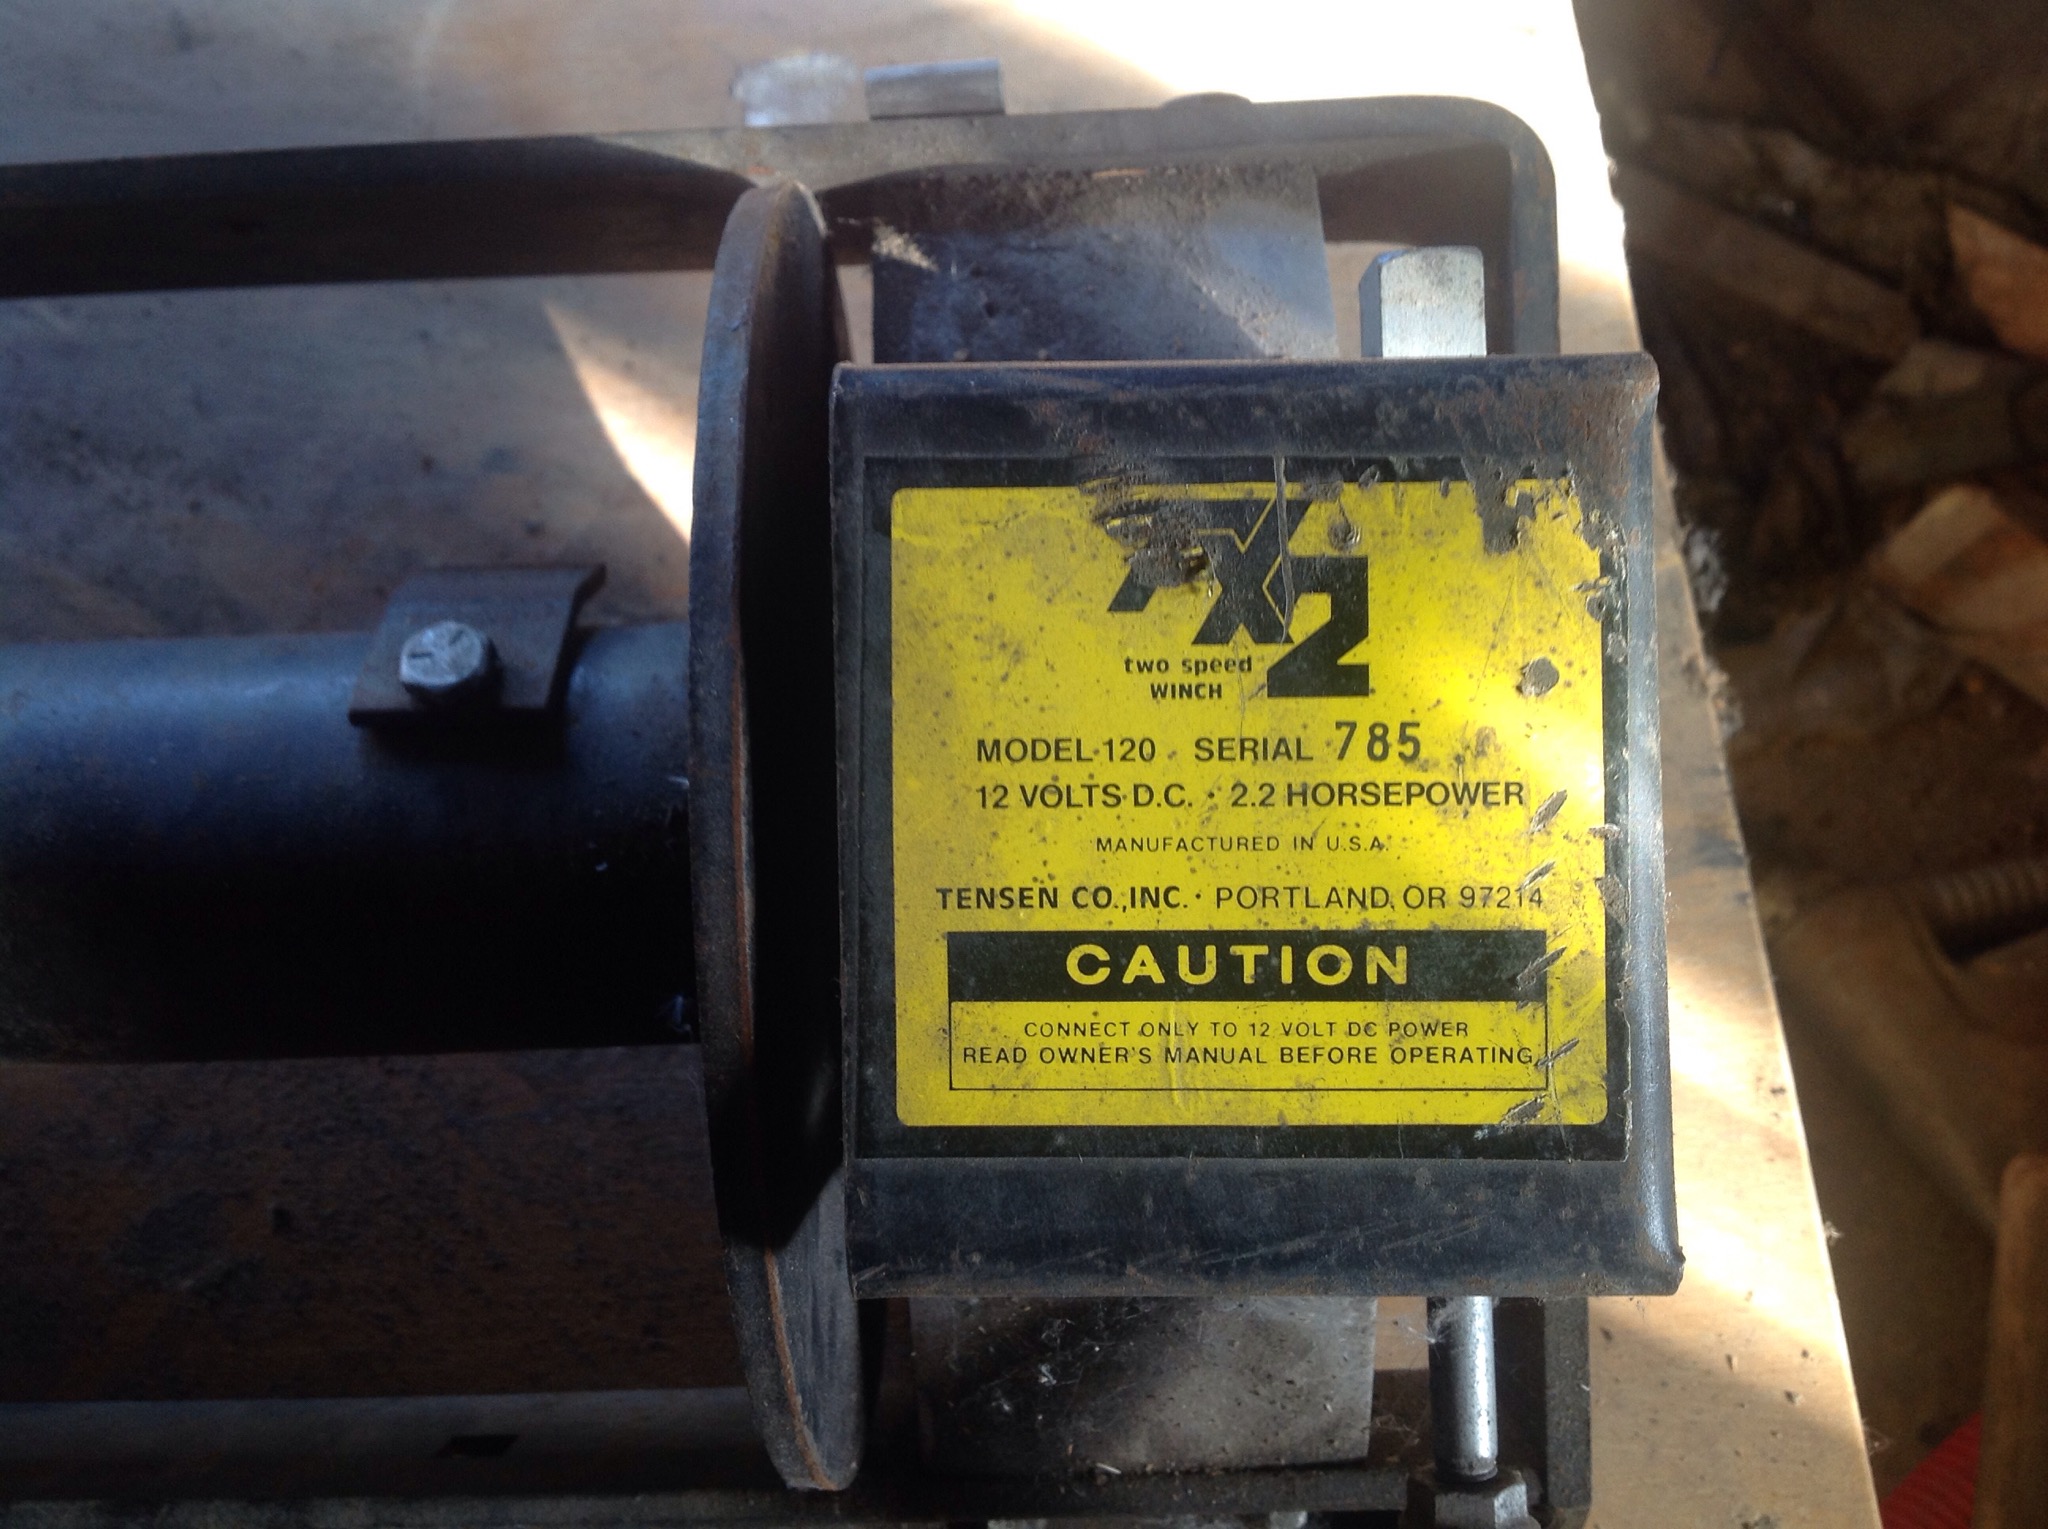 X2
two speed
WINCH
MODEL 120 • SERIAL 785
12 VOLTS D.C. • 2.2 HORSEPOWER
MANUFACTURED IN U.S.A.
TENSEN CO., INC. • PORTLAND, OR 97214
CAUTION
CONNECT ONLY TO 12 VOLT DC POWER
READ OWNER'S MANUAL BEFORE OPERATING